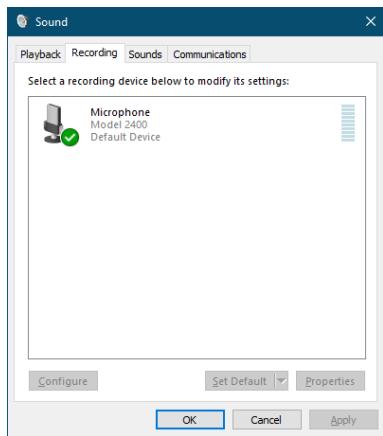 Sound
Playback Recording Sounds Communications
Select a recording device below to modify its settings:
Microphone
Model 2400
Default Device
Configure Set Default Properties
OK Cancel Apply